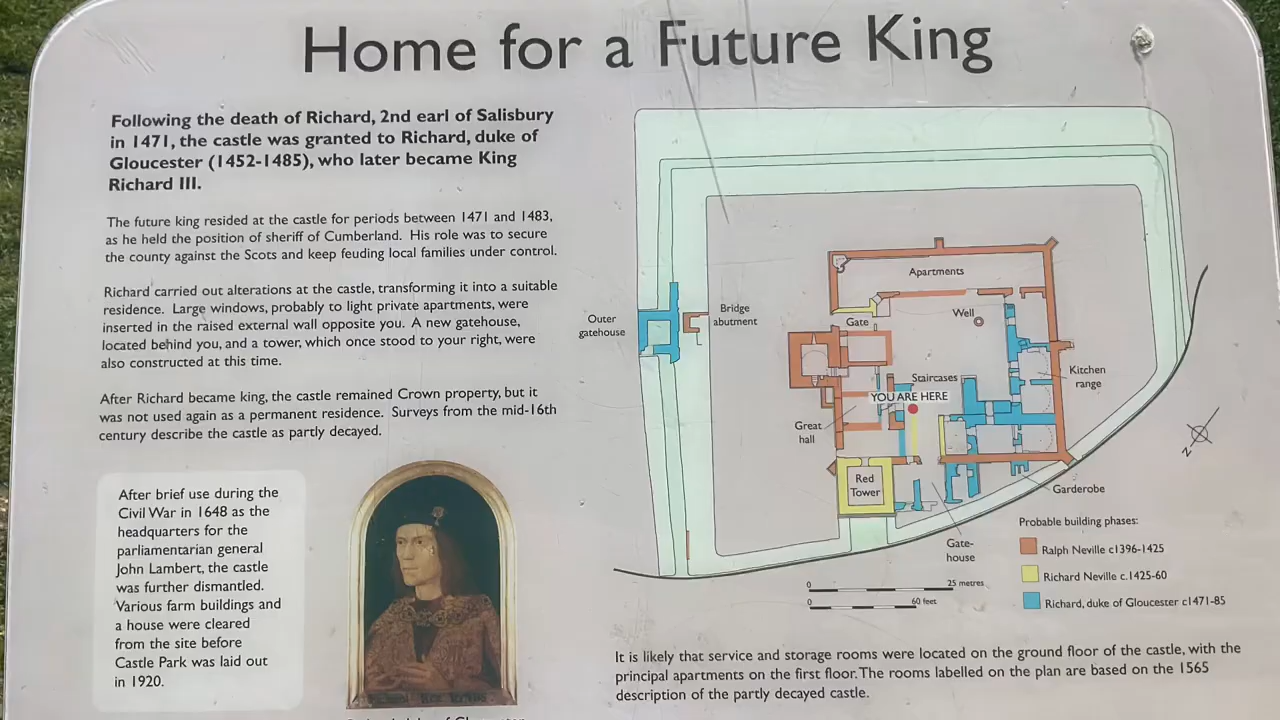 Home for a Future King
Following the death of Richard, 2nd earl of Salisbury
in 1471, the castle was granted to Richard, duke of
Gloucester (1452-1485), who later became King
Richard III.
The future king resided at the castle for periods between 1471 and 1483,
as he held the position of sheriff of Cumberland. His role was to secure
the county against the Scots and keep feuding local families under control.
Richard carried out alterations at the castle, transforming it into a suitable
residence. Large windows, probably to light private apartments, were
inserted in the raised external wall opposite you. A new gatehouse,
located behind you, and a tower, which once stood to your right, were
also constructed at this time.
After Richard became king, the castle remained Crown property, but it
was not used again as a permanent residence. Surveys from the mid-16th
century describe the castle as partly decayed.
After brief use during the
Civil War in 1648 as the
headquarters for the
parliamentarian general
John Lambert, the castle
was further dismantled.
Various farm buildings and
a house were cleared
from the site before
Castle Park was laid out
in 1920.
Outer
gatehouse
Bridge
abutment
Apartments
Gate
Well
Staircases
YOU ARE HERE
Kitchen
range
Great
hall
Red
Tower
Garderobe
Gate-
house
N
0 25 metres
0 60 feet
Probable building phases:
Ralph Neville c1396-1425
Richard Neville c.1425-60
Richard, duke of Gloucester c1471-85
It is likely that service and storage rooms were located on the ground floor of the castle, with the
principal apartments on the first floor. The rooms labelled on the plan are based on the 1565
description of the partly decayed castle.